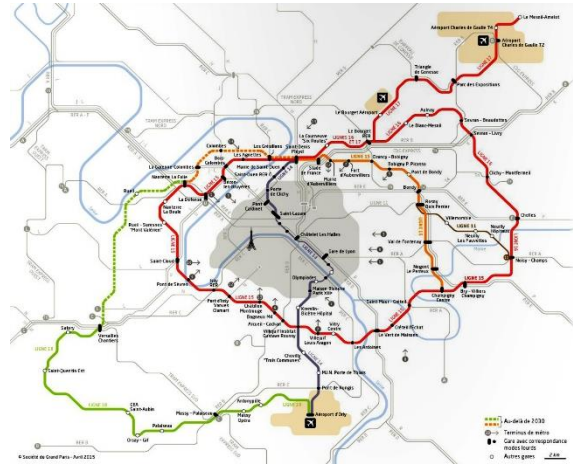 Le Mesnil-Amelot
Aéroport Charles de Gaulle T4
Aéroport
Charles de Gaulle T2
Triangle
de Gonesse
Parc des Expositions
Le Bourget Aéroport
LIGNE 17
La Courneuve
"Six Routes"
LIGNES 16
ET 17
Le Bourget
RER
LIGNE 16
Aulnay
Le Blanc-Mesnil
Sevran - Beaudottes
Sevran - Livry
Clichy - Montfermeil
Chelles
Noisy - Champs
Colombes
Les Grésillons
Les Agnettes
Bois
Colombes
La Garenne-Colombes
Nanterre La Folie
La Défense
Saint-Denis
Pleyel
Mairie de Saint-Ouen
Saint-Ouen RER C
Stade
de France
Mairie
d'Aubervilliers
Fort
d'Aubervilliers
Drancy - Bobigny
Bobigny P. Picasso
Pont de Bondy
Bondy
Rosny
Bois-Perrier
Villemomble
LIGNE 11
Neuilly
Les Fauvettes
Neuilly
Hôpital
Val de Fontenay
Nogent
Le Perreux
LIGNE 15
Bry - Villiers
Champigny
Champigny
Centre
Saint-Maur - Créteil
Créteil l'Échat
Le Vert de Maisons
Les Ardoines
Vitry
Centre
Villejuif
Louis Aragon
Villejuif Institut
Gustave Roussy
Arcueil - Cachan
Bagneux M4
Châtillon
Montrouge
Fort d'Issy
Vanves
Clamart
Issy
RER
Pont de Sèvres
Saint-Cloud
Rueil - Suresnes
"Mont Valérien"
Nanterre
La Boule
Rueil
Porte
de Clichy
Pont
Cardinet
Saint-Lazare
Châtelet Les Halles
Gare de Lyon
Olympiades
Maison Blanche
Paris XIIIe
Kremlin-
Bicêtre Hôpital
Chevilly
"Trois Communes"
M.I.N. Porte de Thiais
Pont de Rungis
Aéroport d'Orly
Antonypole
Massy
Opéra
Massy - Palaiseau
Palaiseau
Orsay - Gif
CEA
Saint-Aubin
Saint-Quentin Est
Satory
Versailles
Chantiers
LIGNE 18
LIGNE 14
Au-delà de 2030
Terminus de métro
Gare avec correspondance
modes lourds
Autres gares
2 km
© Société du Grand Paris - Avril 2015